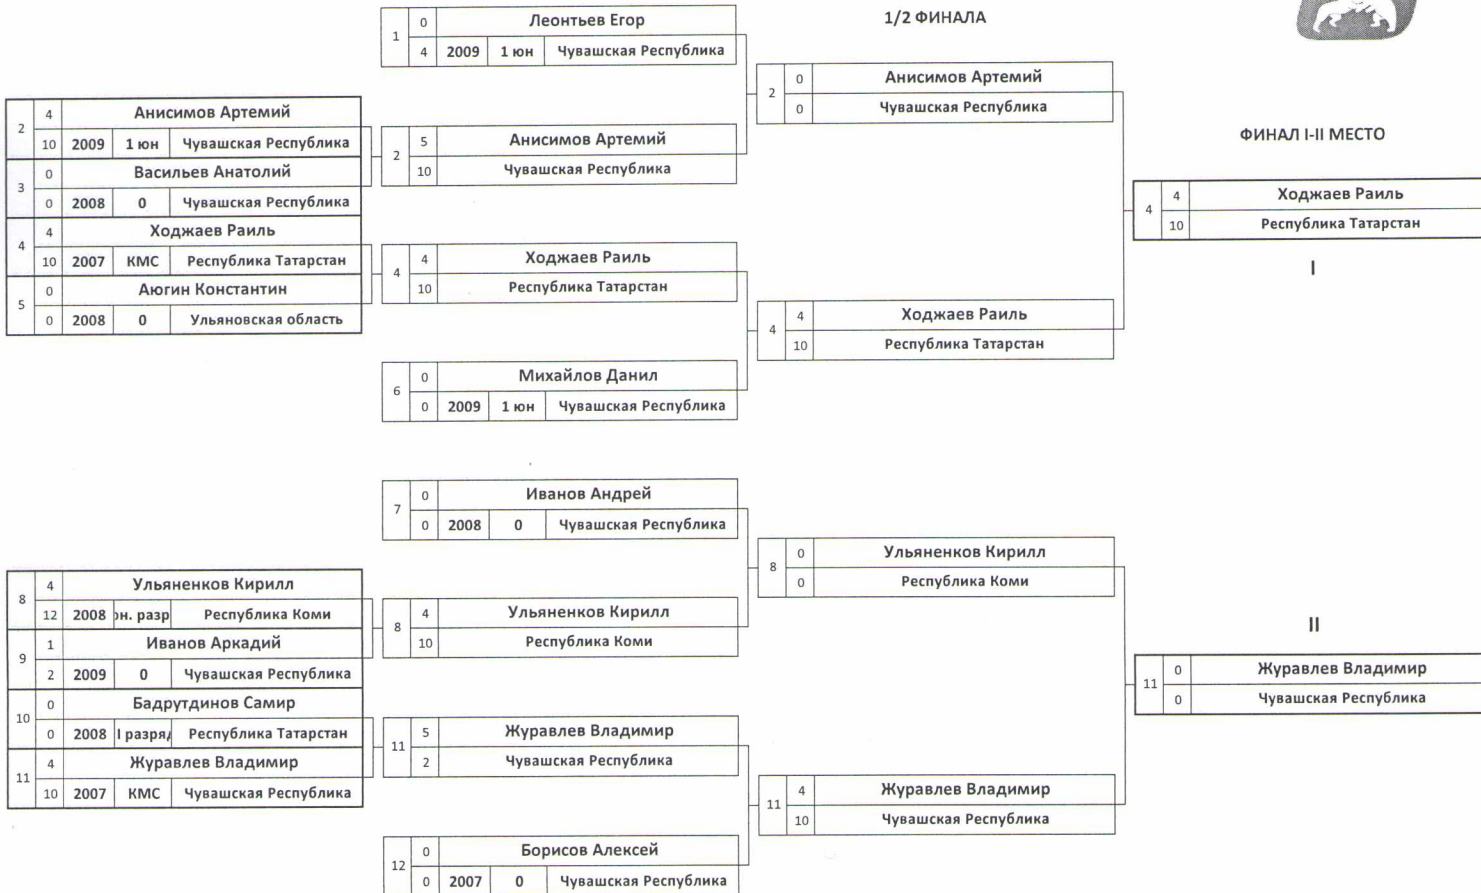 2 4 Анисимов Артемий
10 2009 1 юн Чувашская Республика
3 0 Васильев Анатолий
0 2008 0 Чувашская Республика
4 4 Ходжаев Раиль
10 2007 КМС Республика Татарстан
5 0 Аюгин Константин
0 2008 0 Ульяновская область
8 4 Ульяненков Кирилл
12 2008 н. разр Республика Коми
9 1 Иванов Аркадий
2 2009 0 Чувашская Республика
10 0 Бадрутдинов Самир
0 2008 I разря Республика Татарстан
11 4 Журавлев Владимир
10 2007 КМС Чувашская Республика
1 0 Леонтьев Егор
4 2009 1 юн Чувашская Республика
2 5 Анисимов Артемий
10 Чувашская Республика
4 4 Ходжаев Раиль
10 Республика Татарстан
6 0 Михайлов Данил
0 2009 1 юн Чувашская Республика
7 0 Иванов Андрей
0 2008 0 Чувашская Республика
8 4 Ульяненков Кирилл
10 Республика Коми
11 5 Журавлев Владимир
2 Чувашская Республика
12 0 Борисов Алексей
0 2007 0 Чувашская Республика
1/2 ФИНАЛА
2 0 Анисимов Артемий
0 Чувашская Республика
4 4 Ходжаев Раиль
10 Республика Татарстан
8 0 Ульяненков Кирилл
0 Республика Коми
11 4 Журавлев Владимир
10 Чувашская Республика
ФИНАЛ I-II МЕСТО
4 4 Ходжаев Раиль
10 Республика Татарстан
I
II
11 0 Журавлев Владимир
0 Чувашская Республика